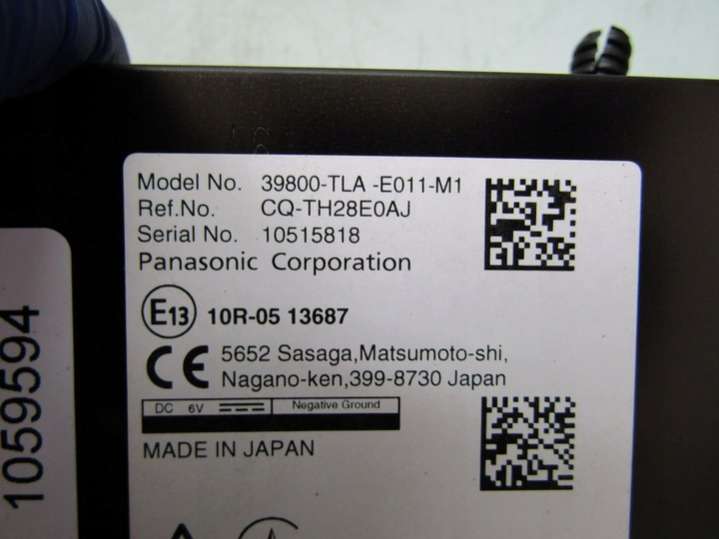 Model No. 39800-TLA -E011-M1
Ref.No. CQ-TH28E0AJ
Serial No. 10515818
Panasonic Corporation
E13 10R-05 13687
CE 5652 Sasaga,Matsumoto-shi,
Nagano-ken,399-8730 Japan
DC 6V Negative Ground
MADE IN JAPAN
1059594